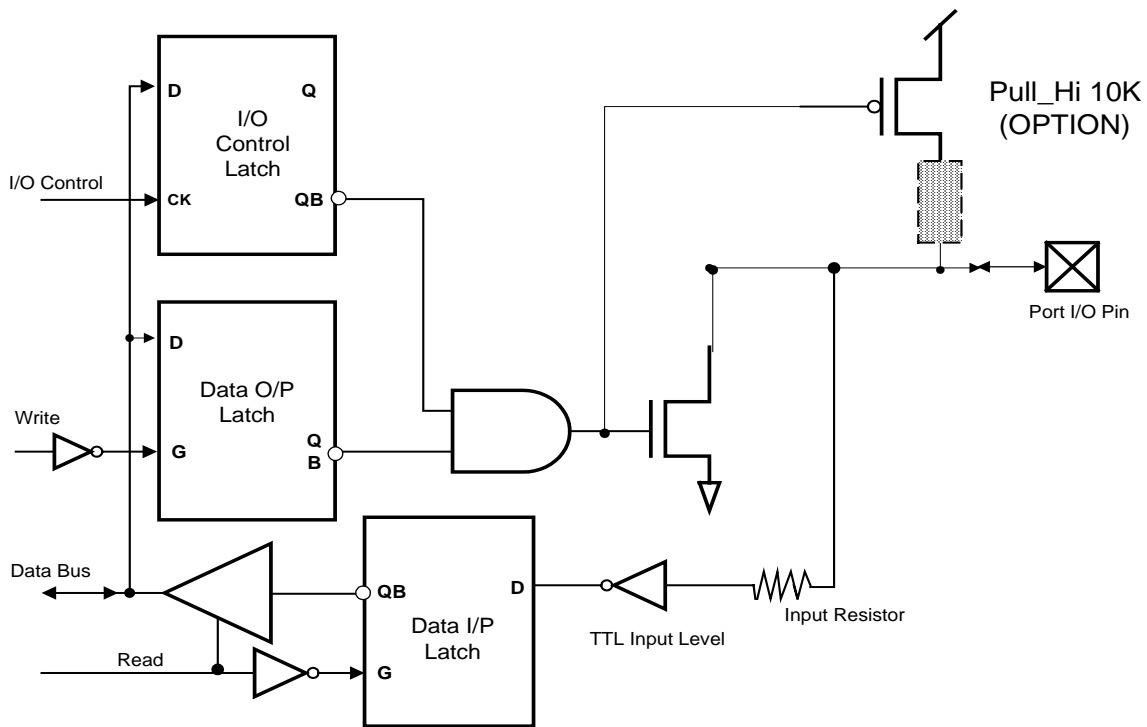 D
Q
I/O
Control
Latch
I/O Control
CK
QB
Pull_Hi 10K
(OPTION)
Port I/O Pin
D
Data O/P
Latch
Write
G
Q
B
Data Bus
QB
D
Data I/P
Latch
TTL Input Level
Input Resistor
Read
G